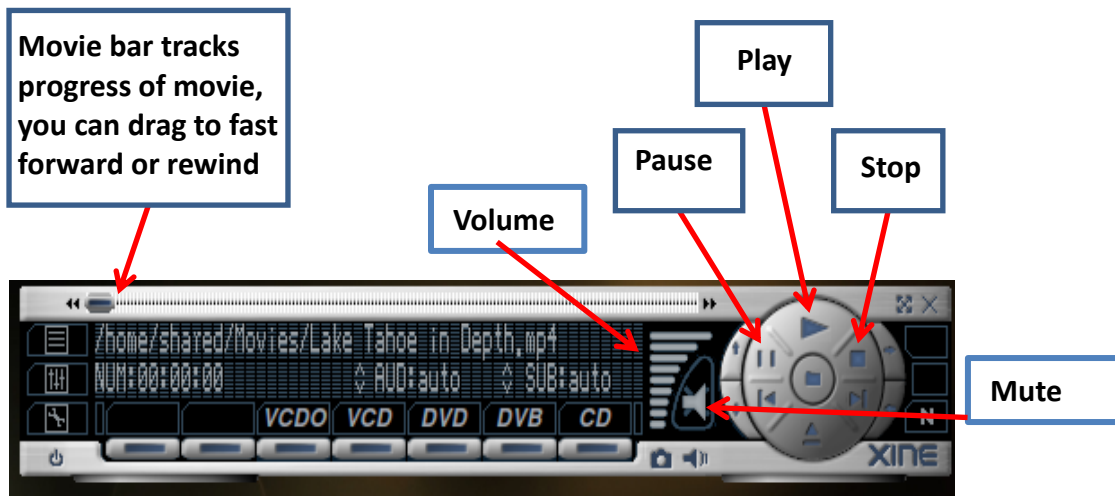 Movie bar tracks
progress of movie,
you can drag to fast
forward or rewind
Play
Pause
Stop
Volume
/home/shared/Movies/Lake Tahoe in Depth.mp4
NUM:00:00:00 AUD:auto SUB:auto
Mute
VCDO VCD DVD DVB CD
N
XINE